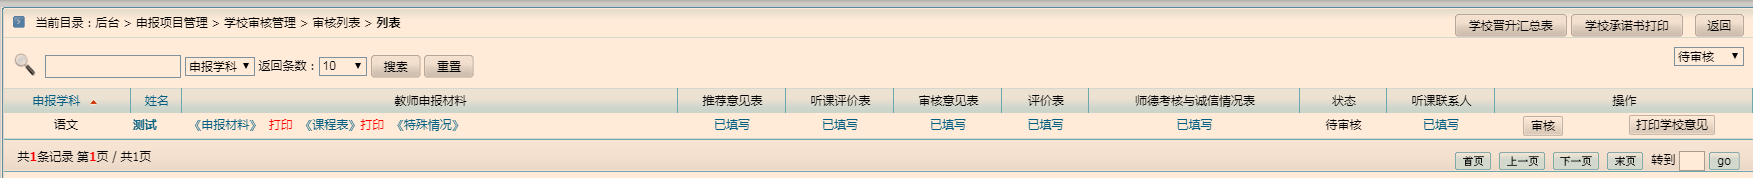 当前目录：后台 > 申报项目管理 > 学校审核管理 > 审核列表 > 列表
学校晋升汇总表 学校承诺书打印 返回
申报学科 返回条数：10 搜索 重置
待审核
申报学科 姓名 教师申报材料 推荐意见表 听课评价表 审核意见表 评价表 师德考核与诚信情况表 状态 听课联系人 操作
语文 测试 《申报材料》 打印 《课程表》打印 《特殊情况》 已填写 已填写 已填写 已填写 已填写 待审核 已填写 审核 打印学校意见
共1条记录 第1页 / 共1页
首页 上一页 下一页 末页 转到 go